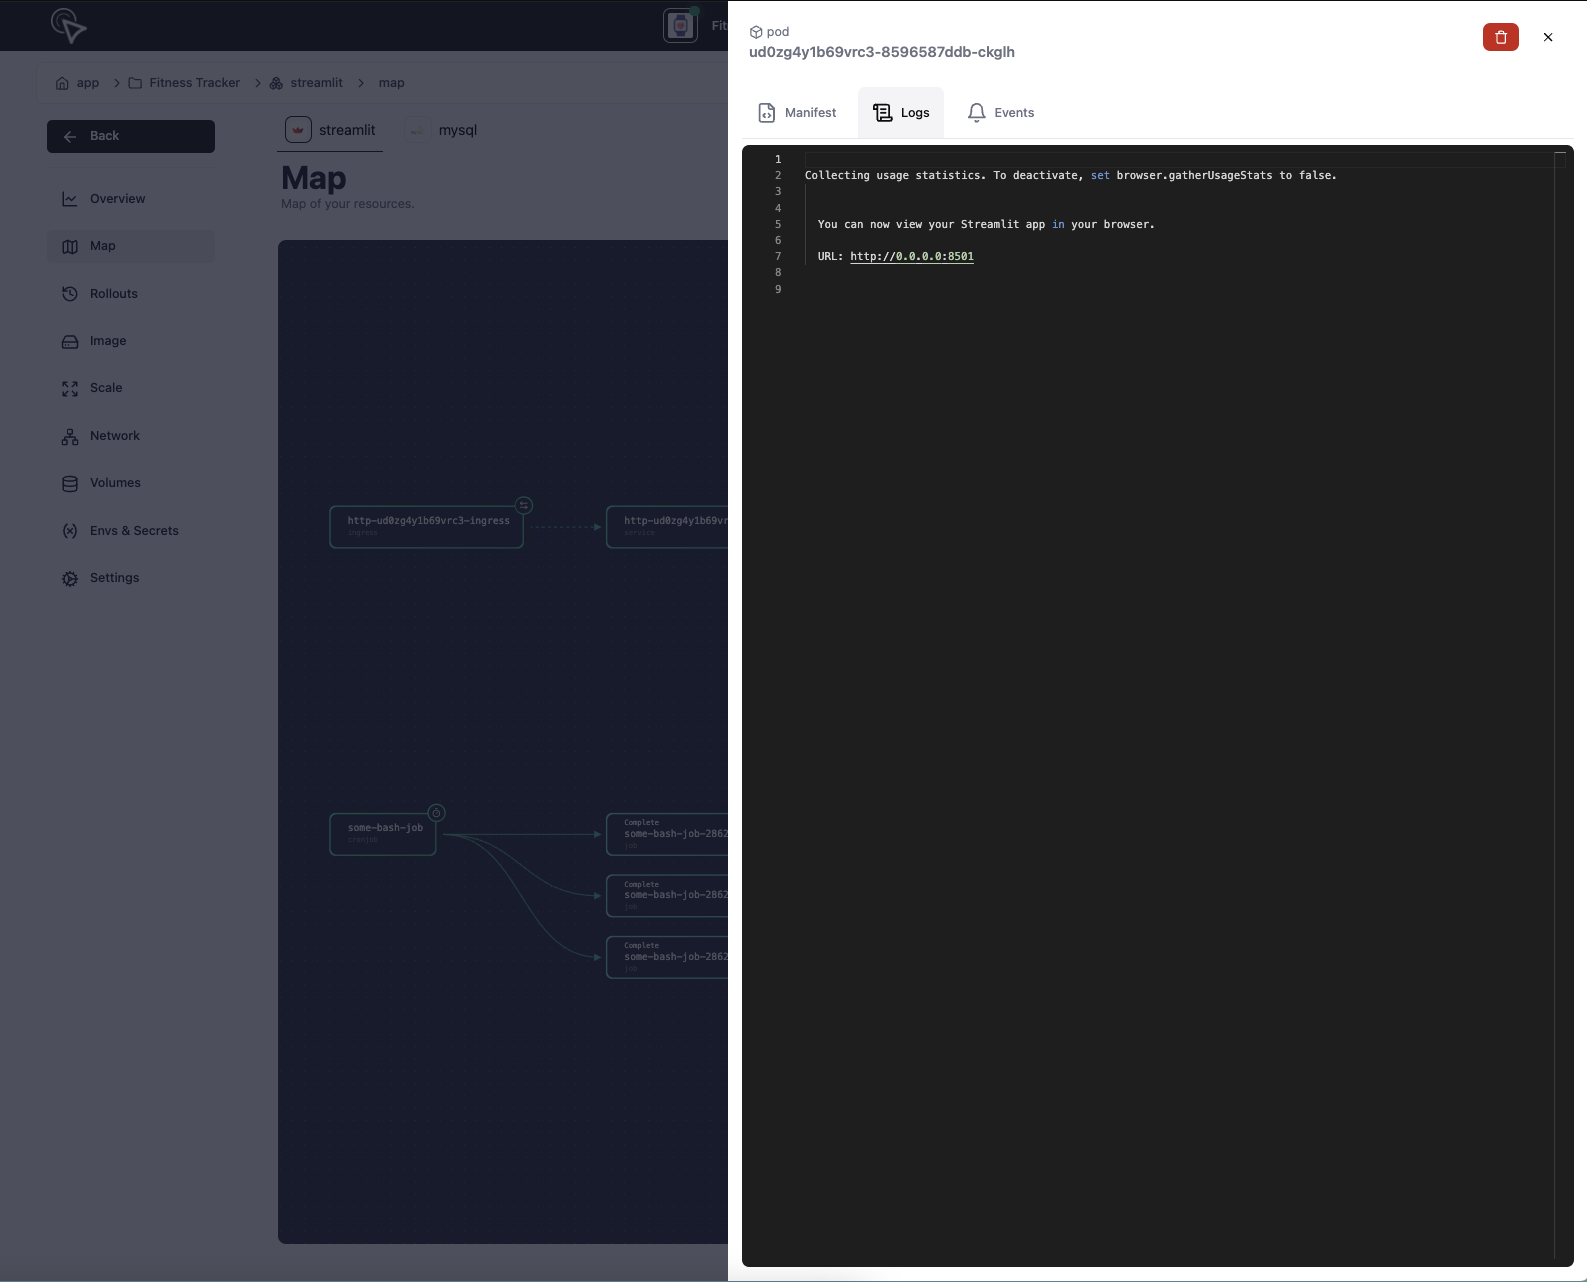 Fit
app
Fitness Tracker
streamlit
map
Back
Overview
Map
Rollouts
Image
Scale
Network
Volumes
Envs & Secrets
Settings
streamlit
mysql
Map
Map of your resources.
http-ud0zg4y1b69vrc3-ingress
ingress
http-ud0zg4y1b69vr
service
some-bash-job
cronjob
Complete
some-bash-job-2862
job
Complete
some-bash-job-2862
job
Complete
some-bash-job-2862
job
pod
ud0zg4y1b69vrc3-8596587ddb-ckglh
Manifest
Logs
Events
1
2 Collecting usage statistics. To deactivate, set browser.gatherUsageStats to false.
3
4
5 You can now view your Streamlit app in your browser.
6
7 URL: http://0.0.0.0:8501
8
9